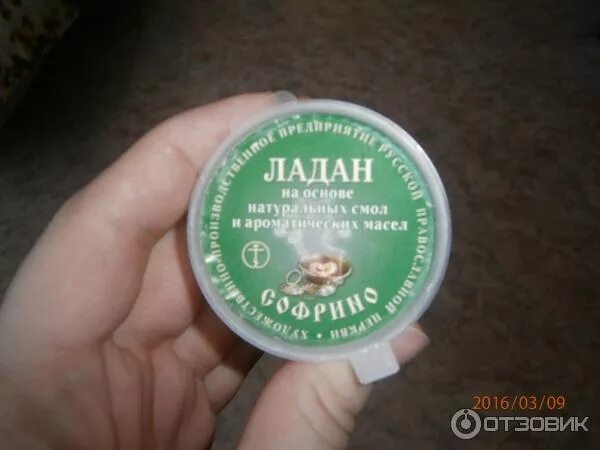 ХУДОЖЕСТВЕННО-ПРОИЗВОДСТВЕННОЕ ПРЕДПРИЯТИЕ РУССКОЙ ПРАВОСЛАВНОЙ ЦЕРКВИ •
ЛАДАН
на основе
натуральных смол
и ароматических масел
СОФРИНО
2016/03/09
ОТЗОВИК